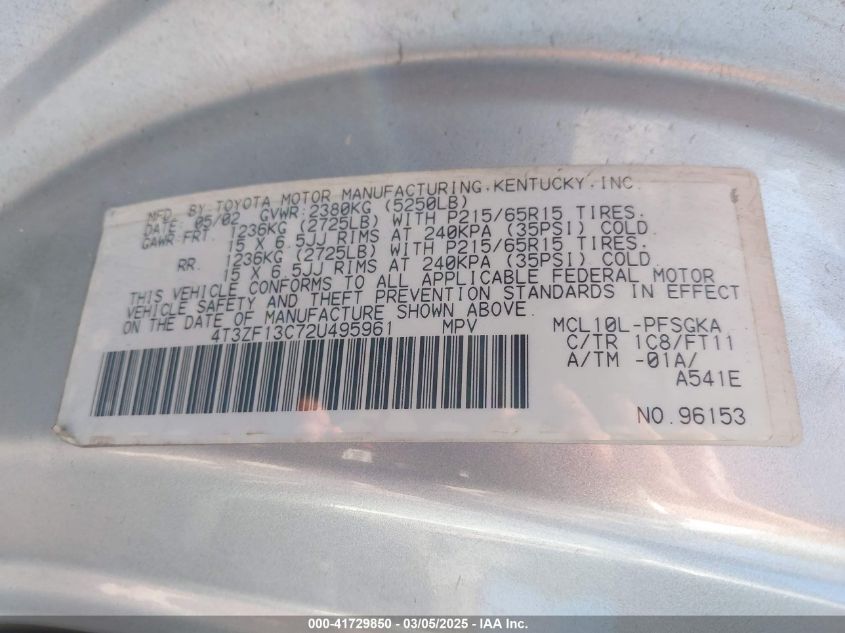 MFD. BY: TOYOTA MOTOR MANUFACTURING, KENTUCKY, INC.
DATE: 05/02 GVWR: 2380KG (5250LB)
GAWR:FRT. 1236KG (2725LB) WITH P215/65R15 TIRES.
15 X 6.5JJ RIMS AT 240KPA (35PSI) COLD.
RR. 1236KG (2725LB) WITH P215/65R15 TIRES.
15 X 6.5JJ RIMS AT 240KPA (35PSI) COLD.
THIS VEHICLE CONFORMS TO ALL APPLICABLE FEDERAL MOTOR
VEHICLE SAFETY AND THEFT PREVENTION STANDARDS IN EFFECT
ON THE DATE OF MANUFACTURE SHOWN ABOVE.
4T3ZF13C72U495961 MPV MCL10L-PFSGKA
C/TR 1C8/FT11
A/TM -01A/
A541E
NO.96153
000-41729850 — 03/05/2025 — IAA Inc.